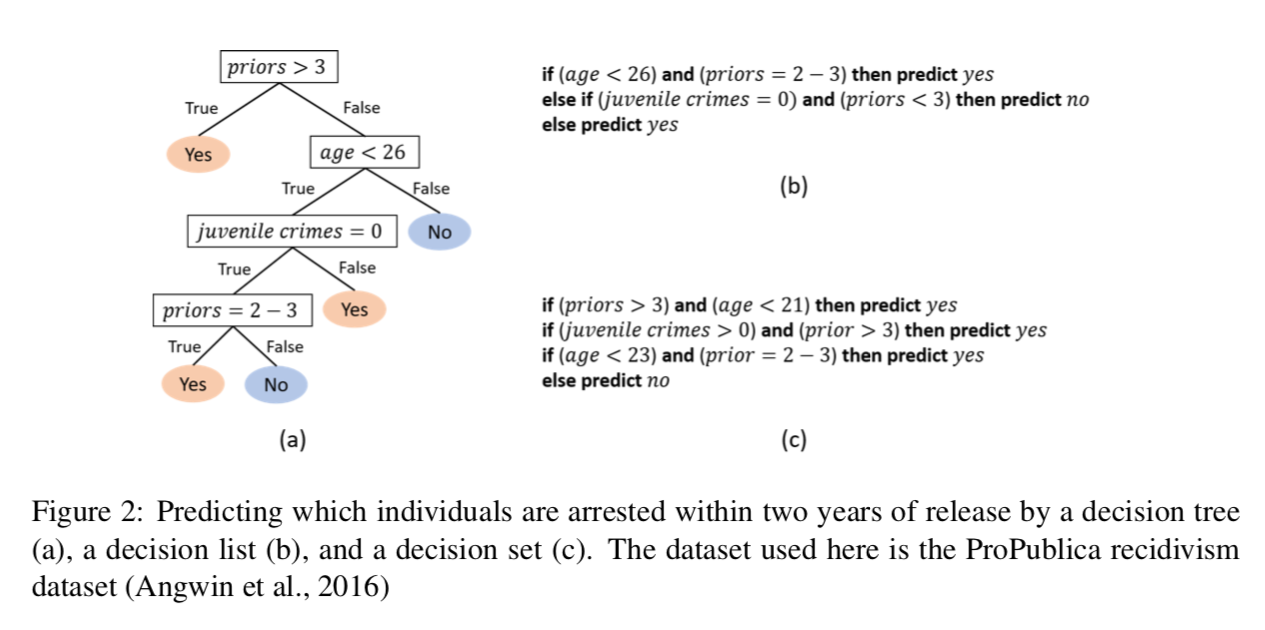 priors > 3
True
False
Yes
age < 26
True
False
juvenile crimes = 0
No
True
False
priors = 2 − 3
Yes
True
False
Yes
No
(a)
if (age < 26) and (priors = 2 − 3) then predict yes
else if (juvenile crimes = 0) and (priors < 3) then predict no
else predict yes
(b)
if (priors > 3) and (age < 21) then predict yes
if (juvenile crimes > 0) and (prior > 3) then predict yes
if (age < 23) and (prior = 2 − 3) then predict yes
else predict no
(c)
Figure 2: Predicting which individuals are arrested within two years of release by a decision tree
(a), a decision list (b), and a decision set (c). The dataset used here is the ProPublica recidivism
dataset (Angwin et al., 2016)